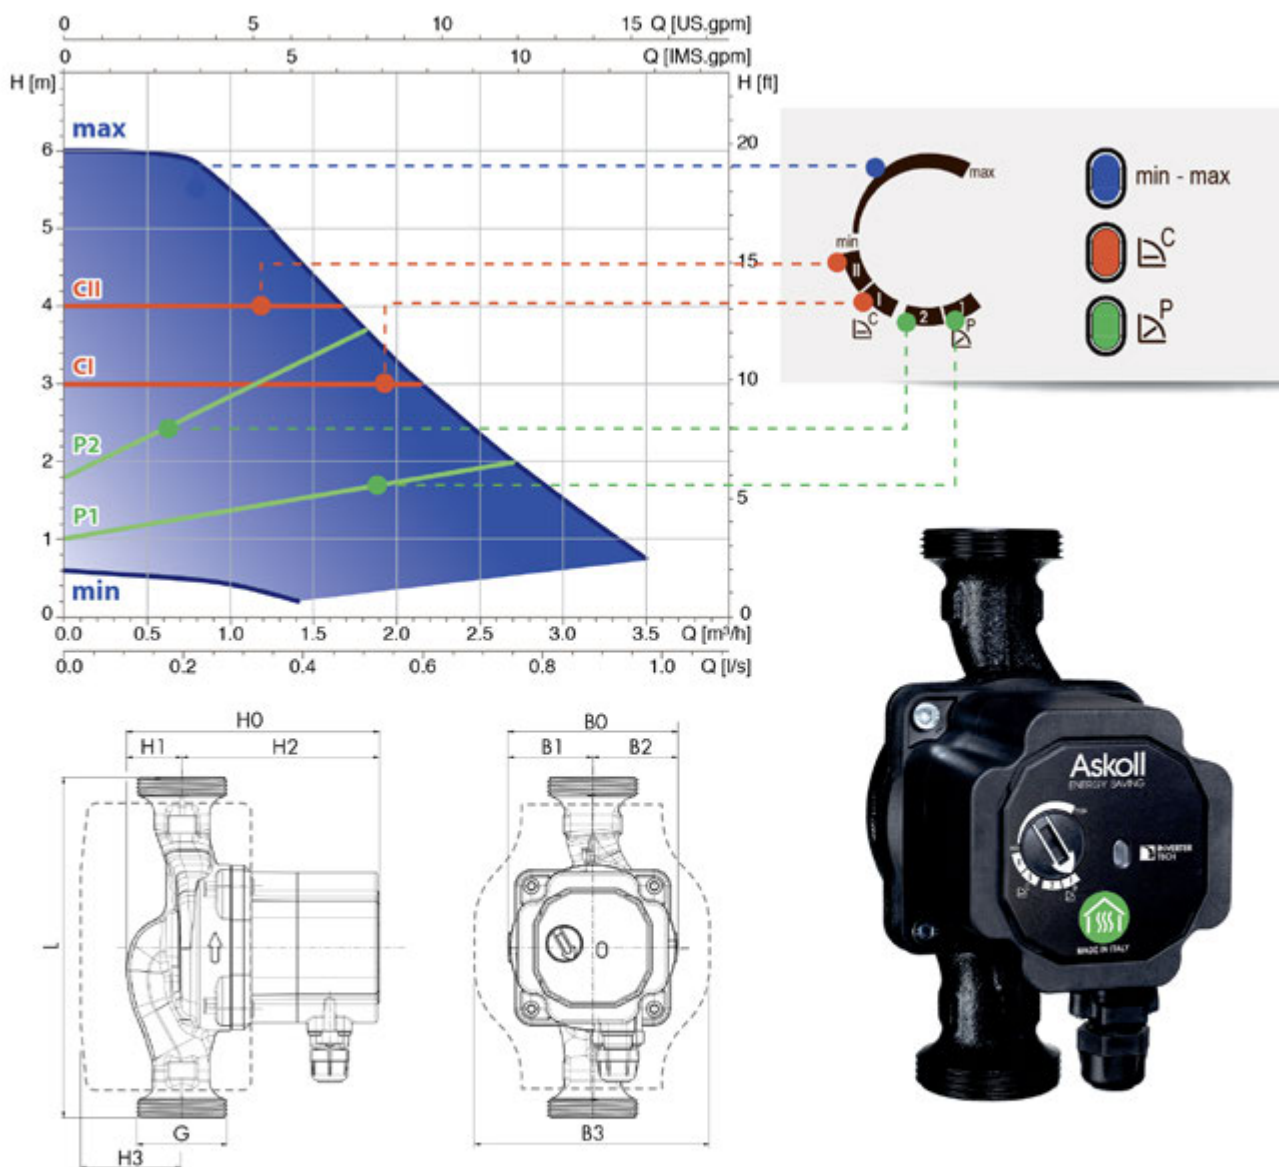 0 5 10 15 Q [US.gpm]
0 5 10 Q [IMS.gpm]
H [m] H [ft]
max
6 20
5
15
CII
4
CI
3 10
P2
2
5
P1
1
min
0 0
0.0 0.5 1.0 1.5 2.0 2.5 3.0 3.5 Q [m³/h]
0.0 0.2 0.4 0.6 0.8 1.0 Q [l/s]
max
min
II
I
2
1
C
P
min - max
C
P
H0
H1 H2
L
G
H3
B0
B1 B2
B3
Askoll
ENERGY SAVING
max
INVERTER
TECH
MADE IN ITALY